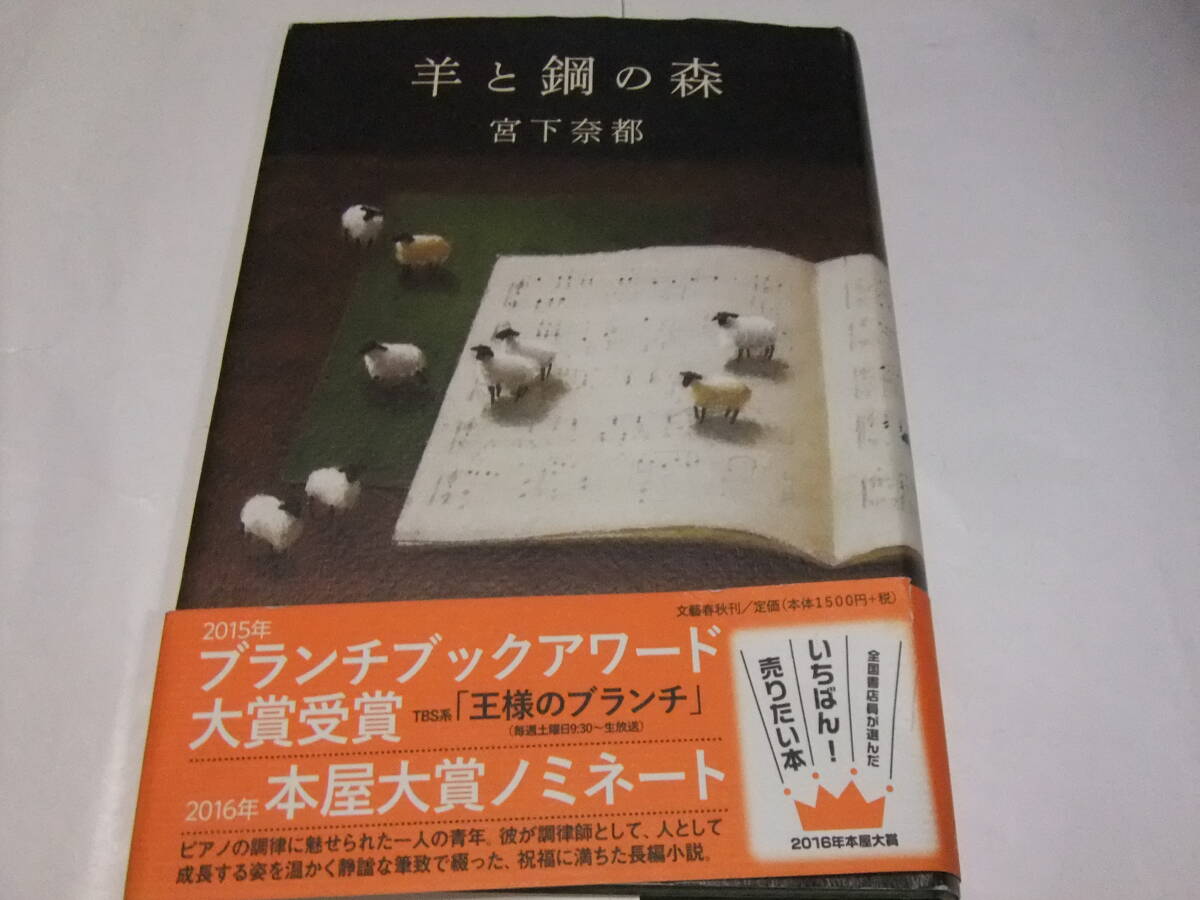 羊と鋼の森
宮下奈都
文藝春秋刊／定価（本体1500円+税）
2015年
ブランチブックアワード
大賞受賞
TBS系「王様のブランチ」
（毎週土曜日9:30〜生放送）
2016年 本屋大賞ノミネート
ピアノの調律に魅せられた一人の青年。彼が調律師として、人として
成長する姿を温かく静謐な筆致で綴った、祝福に満ちた長編小説。
全国書店員が選んだ
いちばん！
売りたい本
2016年本屋大賞